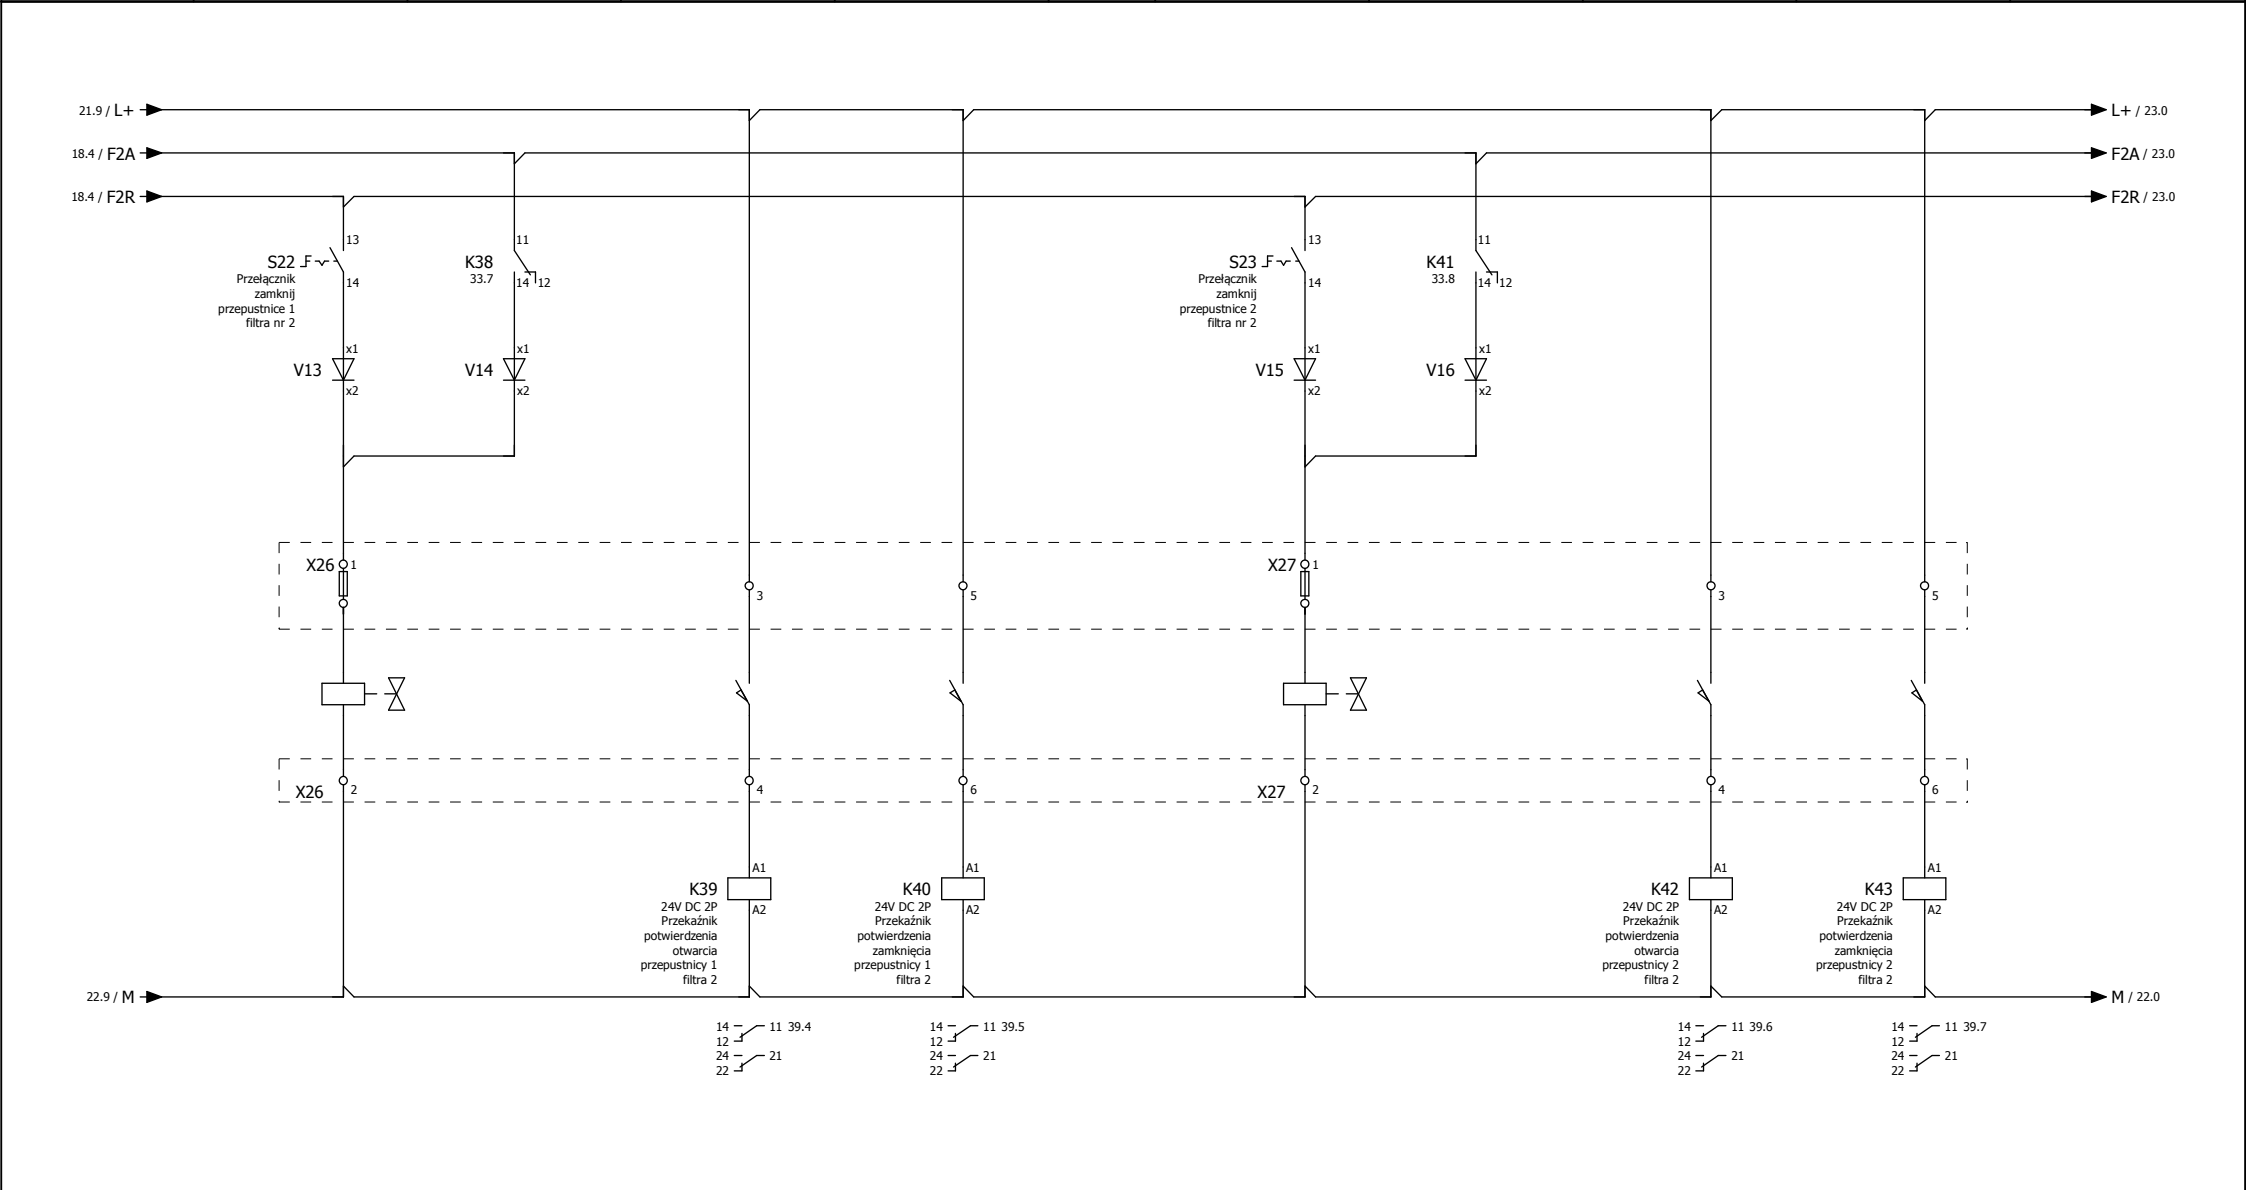 21.9 / L+
L+ / 23.0
18.4 / F2A
F2A / 23.0
18.4 / F2R
F2R / 23.0
13
S22
Przełącznik
zamknij
przepustnice 1
filtra nr 2
14
11
K38
33.7
14
12
13
S23
Przełącznik
zamknij
przepustnice 2
filtra nr 2
14
11
K41
33.8
14
12
x1
V13
x2
x1
V14
x2
x1
V15
x2
x1
V16
x2
X26
1
3
5
X27
1
3
5
X26
2
4
6
X27
2
4
6
A1
K39
24V DC 2P
A2
Przekaźnik
potwierdzenia
otwarcia
przepustnicy 1
filtra 2
A1
K40
24V DC 2P
A2
Przekaźnik
potwierdzenia
zamknięcia
przepustnicy 1
filtra 2
A1
K42
24V DC 2P
A2
Przekaźnik
potwierdzenia
otwarcia
przepustnicy 2
filtra 2
A1
K43
24V DC 2P
A2
Przekaźnik
potwierdzenia
zamknięcia
przepustnicy 2
filtra 2
22.9 / M
M / 22.0
14 11 39.4
12
24 21
22
14 11 39.5
12
24 21
22
14 11 39.6
12
24 21
22
14 11 39.7
12
24 21
22